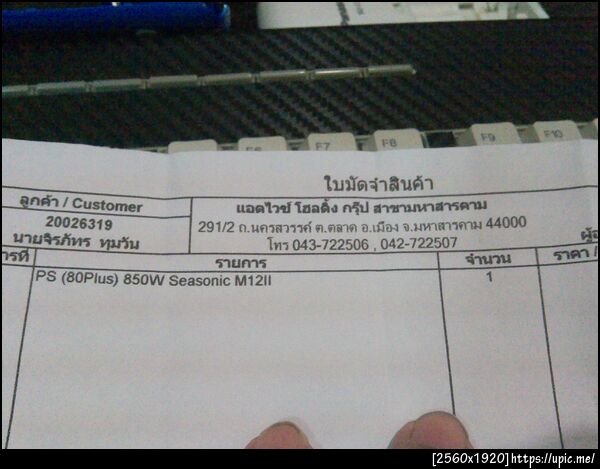 F6 F7 F8 F9 F10
ใบมัดจำสินค้า
ลูกค้า / Customer
20026319
นายจิรภัทร ทุมวัน
แอดไวซ์ โฮลดิ้ง กรุ๊ป สาขามหาสารคาม
291/2 ถ.นครสวรรค์ ต.ตลาด อ.เมือง จ.มหาสารคาม 44000
โทร 043-722506 , 042-722507
ารที่ รายการ จำนวน ราคา /
PS (80Plus) 850W Seasonic M12II 1
[2560x1920]https://upic.me/